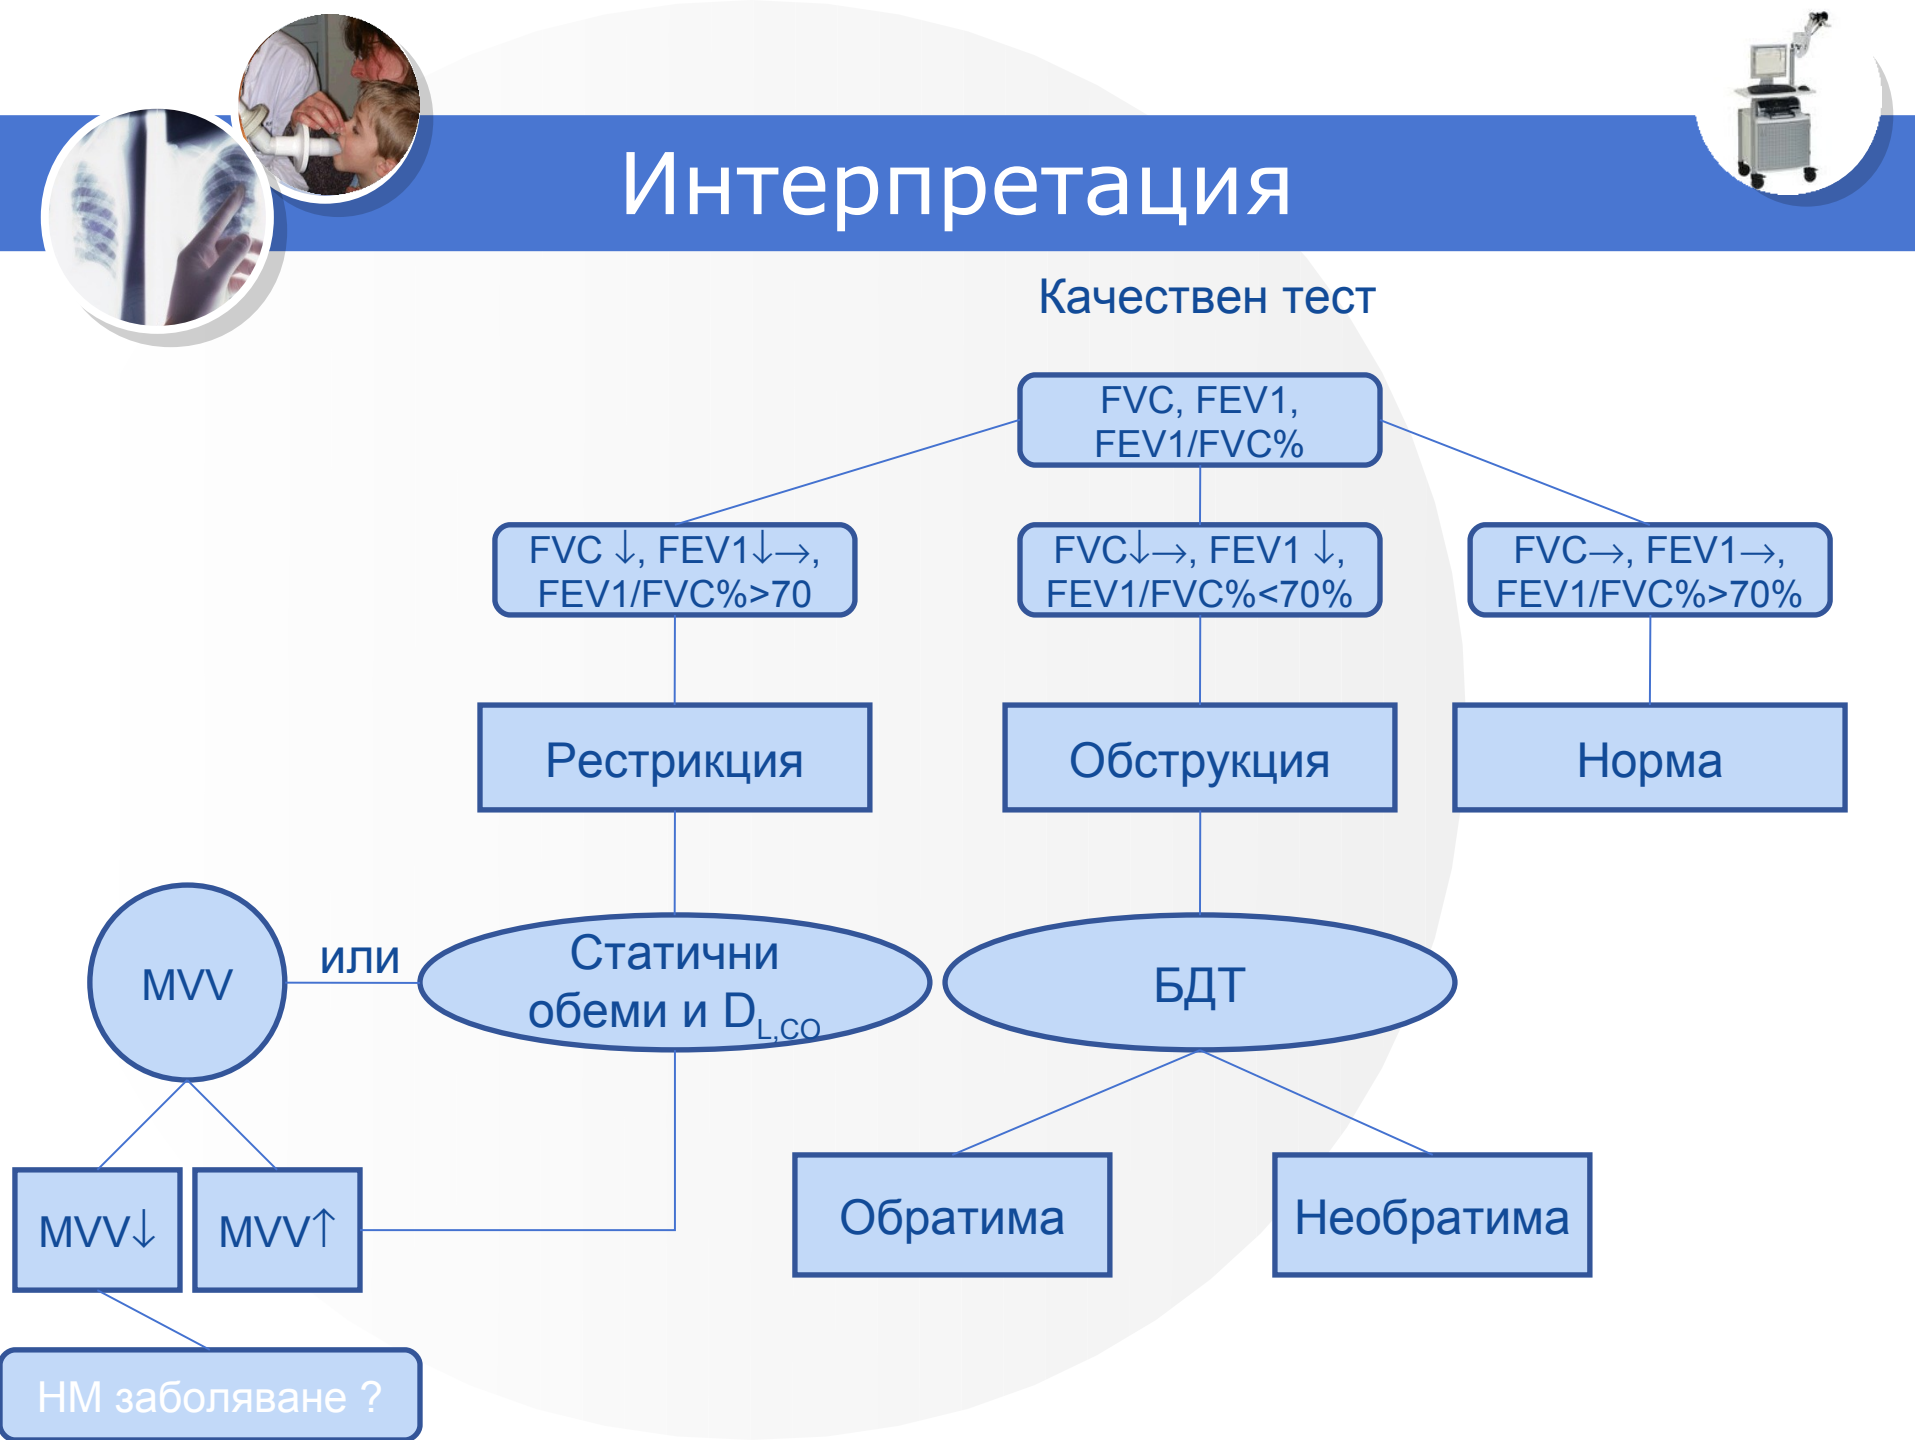 Интерпретация
Качествен тест
FVC, FEV1,
FEV1/FVC%
FVC ↓, FEV1↓→,
FEV1/FVC%>70
FVC↓→, FEV1 ↓,
FEV1/FVC%<70%
FVC→, FEV1→,
FEV1/FVC%>70%
Рестрикция
Обструкция
Норма
MVV
или
Статични
обеми и D_L,CO
БДТ
MVV↓
MVV↑
Обратима
Необратима
НМ заболяване ?